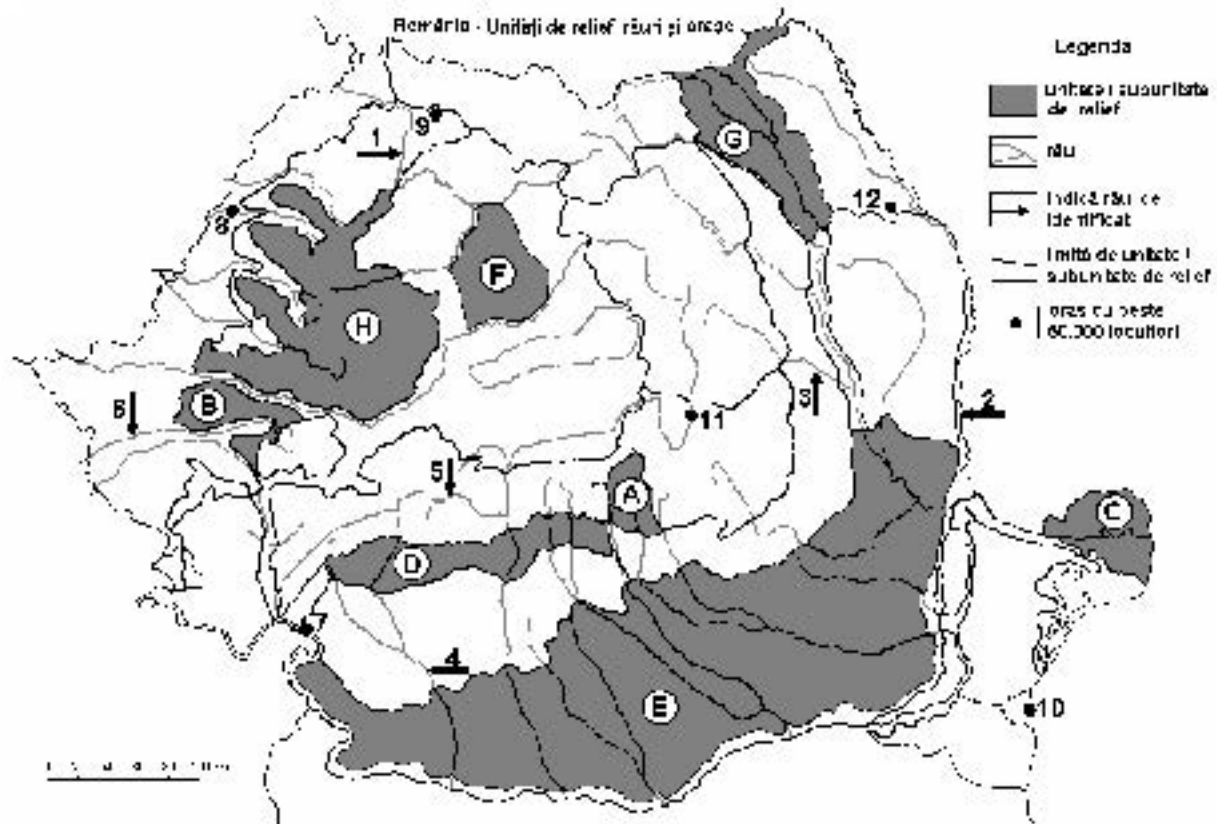 România - Unități de relief, râuri și orașe
Legenda
unitate / subunitate
de relief
râu
indică râu de
identificat
limită de unitate /
subunitate de relief
oraș cu peste
60.000 locuitori
1
9
G
8
12
F
H
6
B
3
2
11
5
A
C
D
7
4
E
10